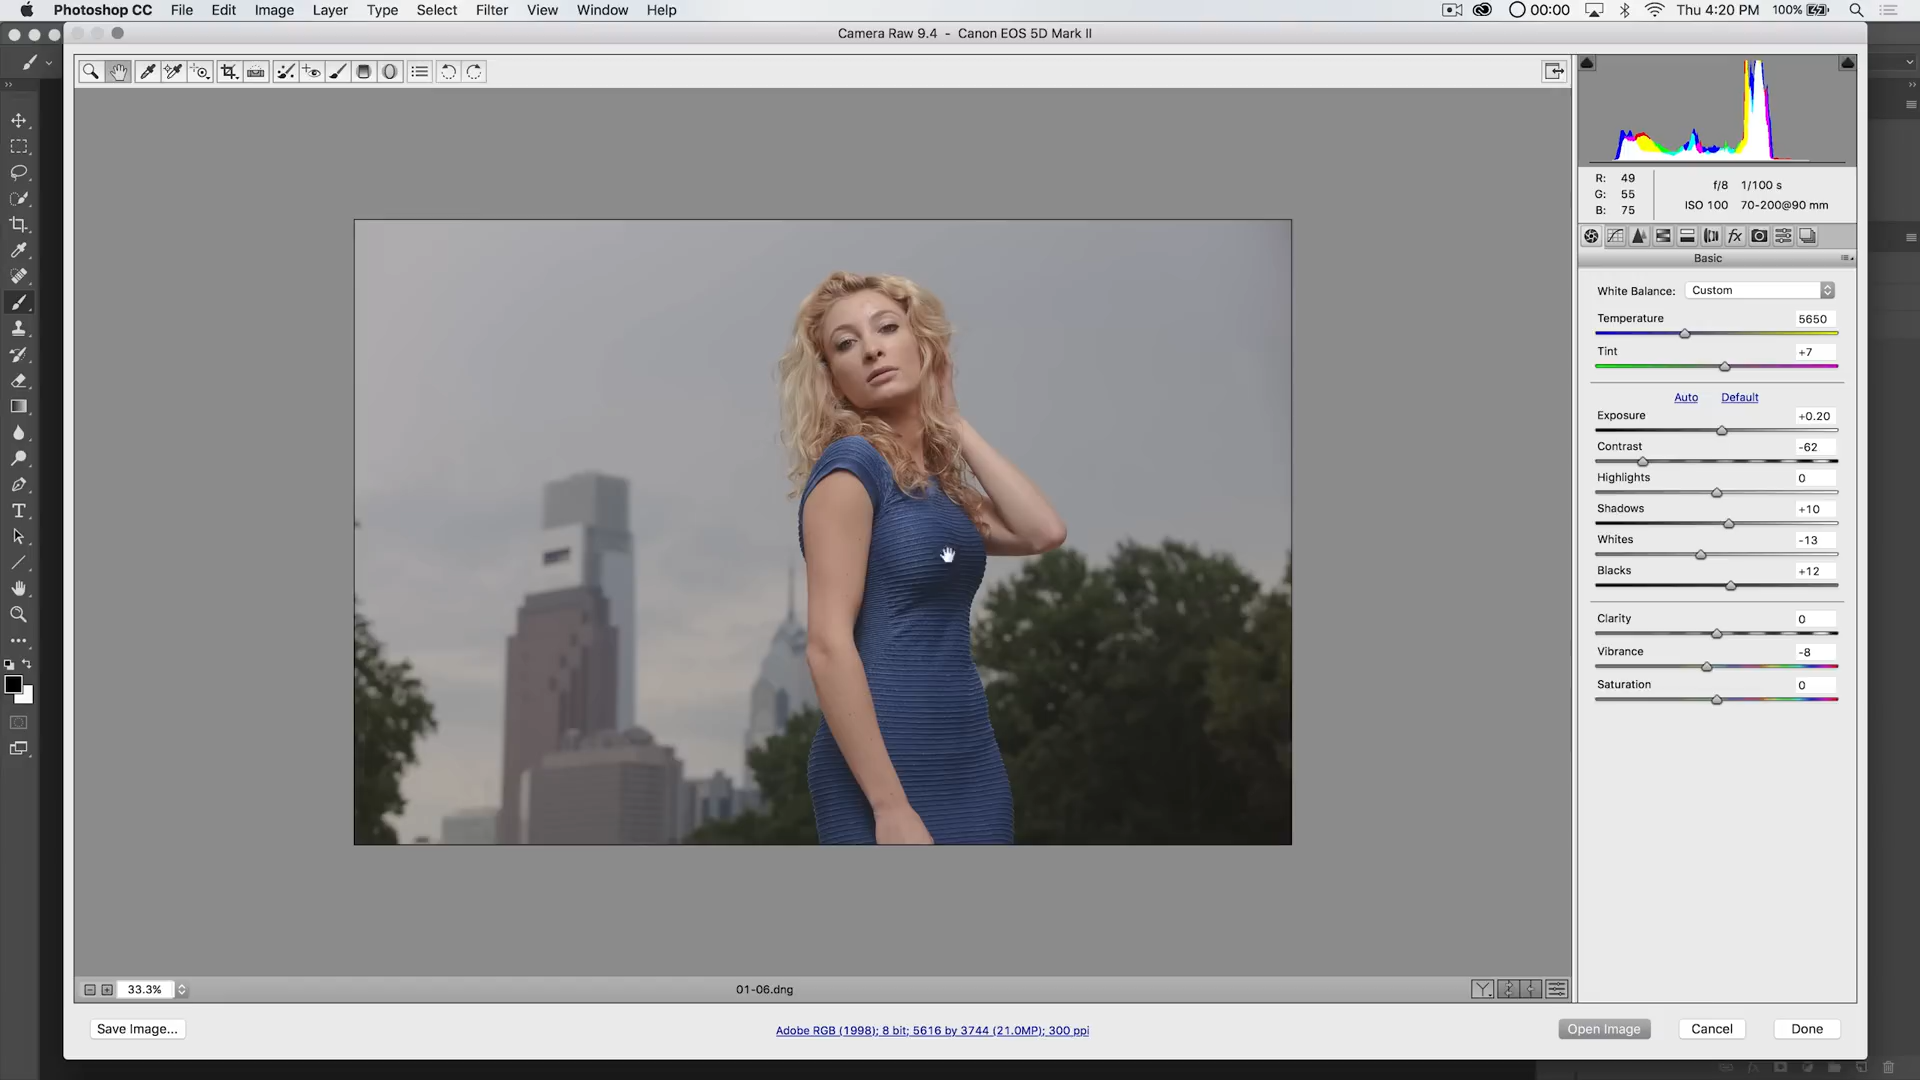 Photoshop CC File Edit Image Layer Type Select Filter View Window Help 00:00 Thu 4:20 PM 100%
Camera Raw 9.4 - Canon EOS 5D Mark II
R: 49
G: 55
B: 75
f/8 1/100 s
ISO 100 70-200@90 mm
Basic
White Balance: Custom
Temperature 5650
Tint +7
Auto Default
Exposure +0.20
Contrast -62
Highlights 0
Shadows +10
Whites -13
Blacks +12
Clarity 0
Vibrance -8
Saturation 0
33.3% 01-06.dng
Save Image... Adobe RGB (1998); 8 bit; 5616 by 3744 (21.0MP); 300 ppi Open Image Cancel Done